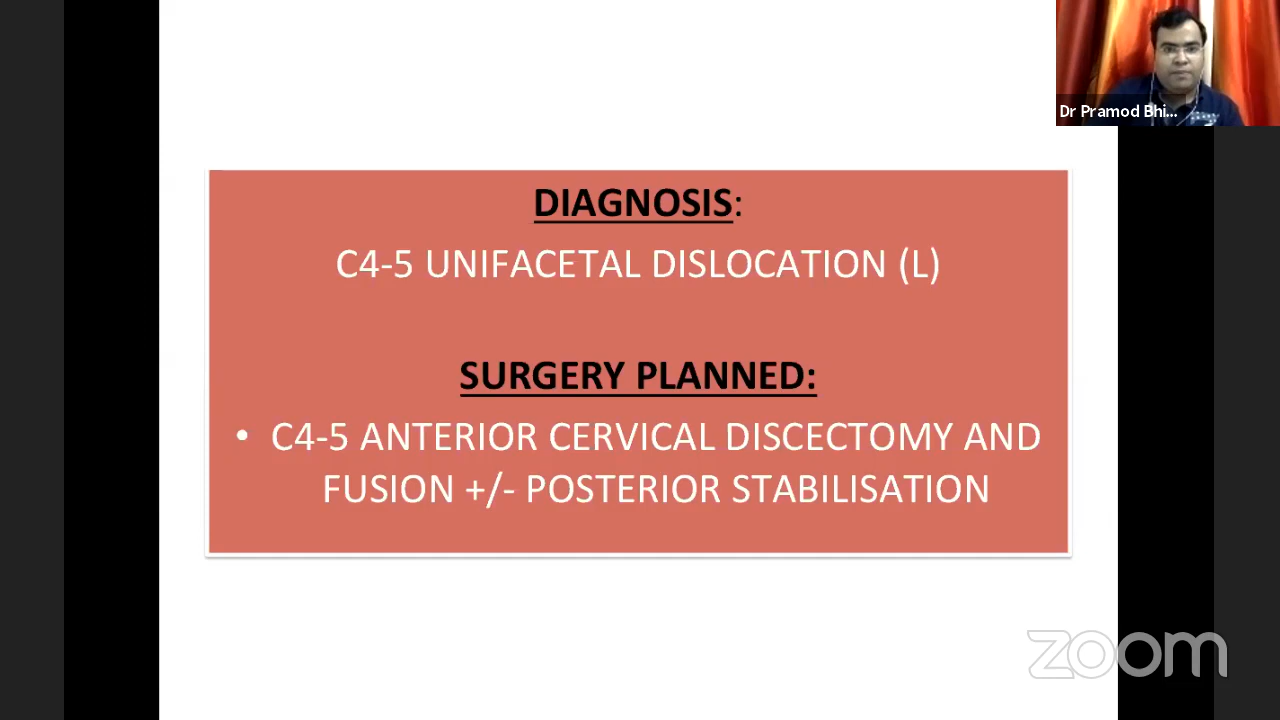 Dr Pramod Bhi...
DIAGNOSIS:
C4-5 UNIFACETAL DISLOCATION (L)
SURGERY PLANNED:
• C4-5 ANTERIOR CERVICAL DISCECTOMY AND
FUSION +/- POSTERIOR STABILISATION
zoom